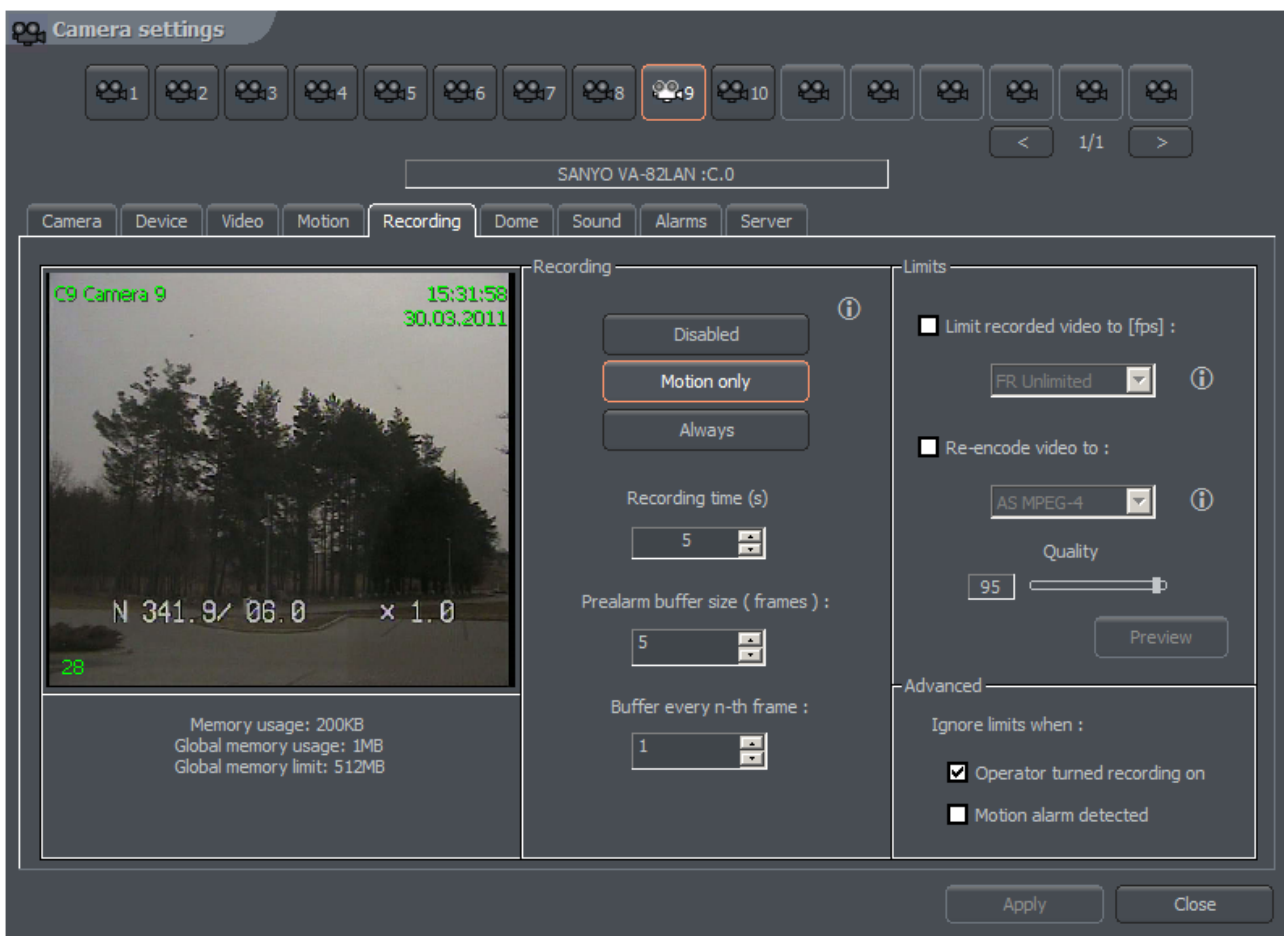 Camera settings
1 2 3 4 5 6 7 8 9 10
< 1/1 >
SANYO VA-82LAN :C.0
Camera Device Video Motion Recording Dome Sound Alarms Server
C9 Camera 9 15:31:58
30.03.2011
N 341.9/ 06.0 x 1.0
28
Memory usage: 200KB
Global memory usage: 1MB
Global memory limit: 512MB
Recording
Disabled
Motion only
Always
Recording time (s)
5
Prealarm buffer size ( frames ) :
5
Buffer every n-th frame :
1
Limits
Limit recorded video to [fps] :
FR Unlimited
Re-encode video to :
AS MPEG-4
Quality
95
Preview
Advanced
Ignore limits when :
Operator turned recording on
Motion alarm detected
Apply Close